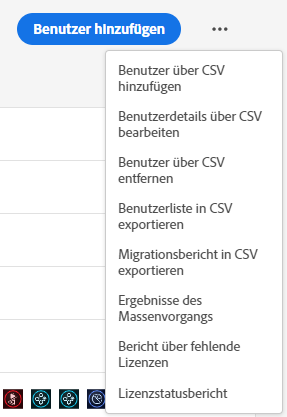 Benutzer hinzufügen
Benutzer über CSV
hinzufügen
Benutzerdetails über CSV
bearbeiten
Benutzer über CSV
entfernen
Benutzerliste in CSV
exportieren
Migrationsbericht in CSV
exportieren
Ergebnisse des
Massenvorgangs
Bericht über fehlende
Lizenzen
Lizenzstatusbericht